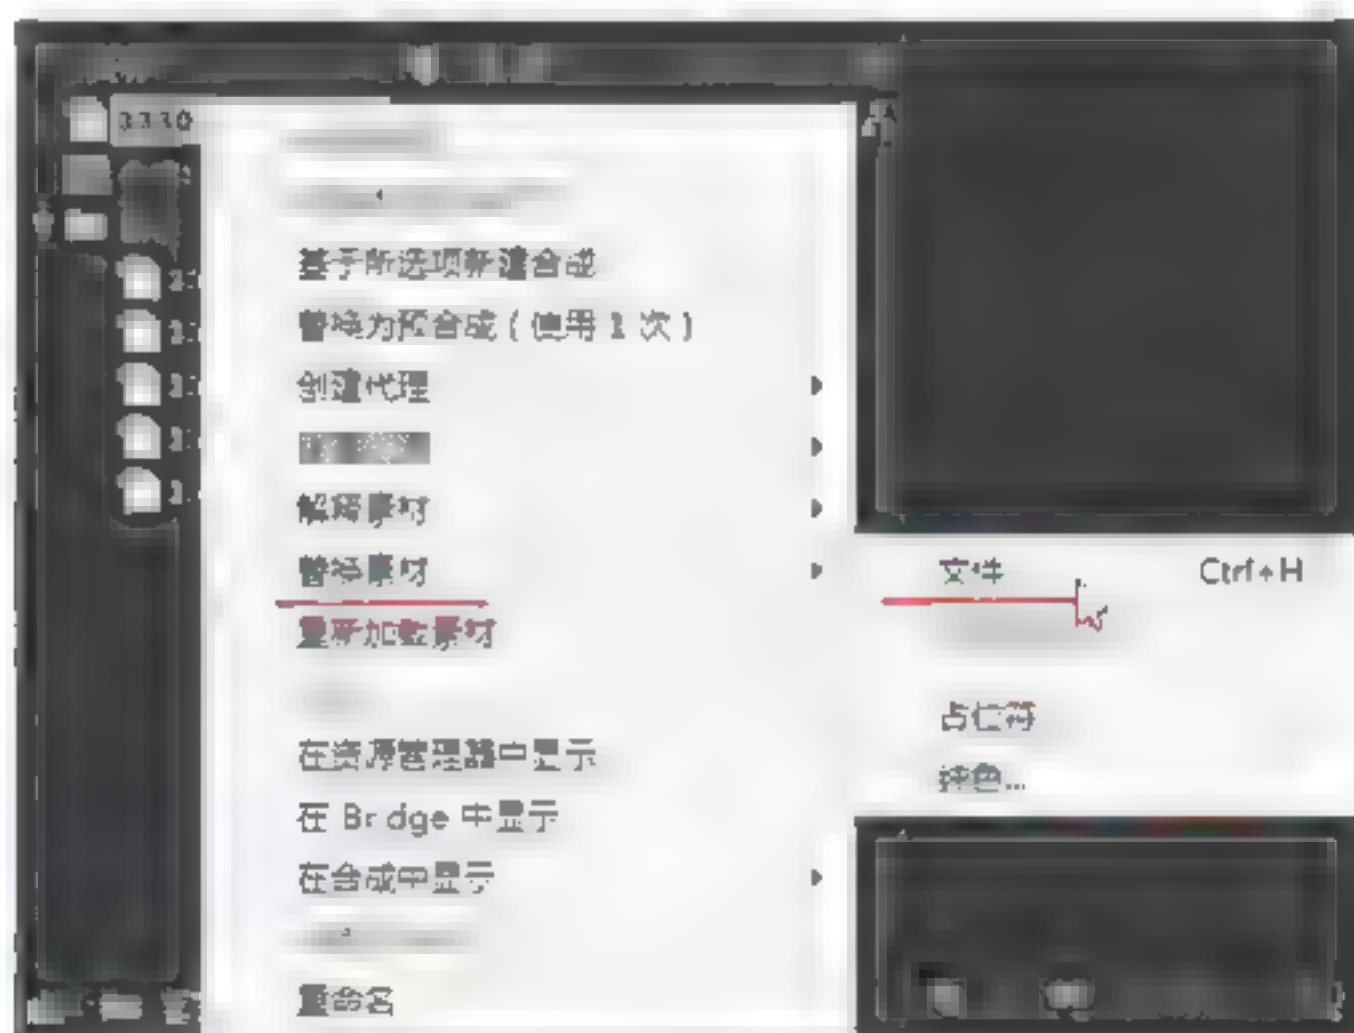 3330
基于所选项新建合成
替换为预合成 ( 使用 1 次 )
创建代理
解释素材
替换素材
文件 Ctrl+H
重新加载素材
占位符
纯色...
在资源管理器中显示
在 Bridge 中显示
在合成中显示
重命名